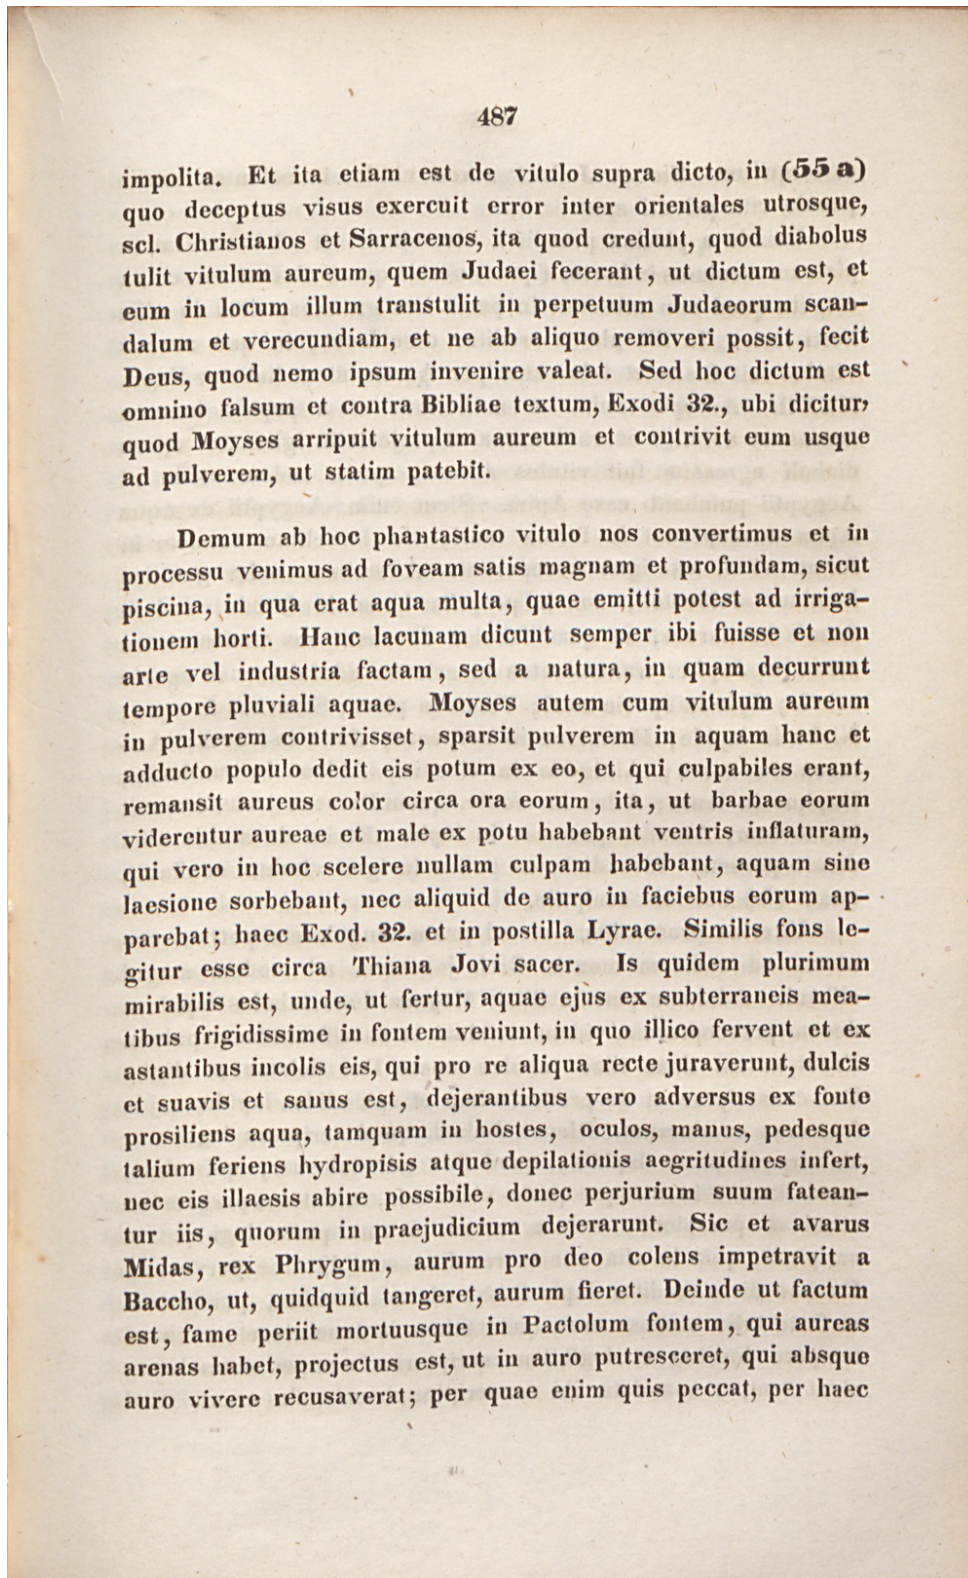 487
impolita. Et ita etiam est de vitulo supra dicto, in (55 a)
quo deceptus visus exercuit error inter orientales utrosque,
scl. Christianos et Sarracenos, ita quod credunt, quod diabolus
tulit vitulum aureum, quem Judaei fecerant, ut dictum est, et
eum in locum illum transtulit in perpetuum Judaeorum scan-
dalum et verecundiam, et ne ab aliquo removeri possit, fecit
Deus, quod nemo ipsum invenire valeat. Sed hoc dictum est
omnino falsum et contra Bibliae textum, Exodi 32., ubi dicitur,
quod Moyses arripuit vitulum aureum et contrivit eum usque
ad pulverem, ut statim patebit.
Demum ab hoc phantastico vitulo nos convertimus et in
processu venimus ad foveam satis magnam et profundam, sicut
piscina, in qua erat aqua multa, quae emitti potest ad irriga-
tionem horti. Hanc lacunam dicunt semper ibi fuisse et non
arte vel industria factam, sed a natura, in quam decurrunt
tempore pluviali aquae. Moyses autem cum vitulum aureum
in pulverem contrivisset, sparsit pulverem in aquam hanc et
adducto populo dedit eis potum ex eo, et qui culpabiles erant,
remansit aureus color circa ora eorum, ita, ut barbae eorum
viderentur aureae et male ex potu habebant ventris inflaturam,
qui vero in hoc scelere nullam culpam habebant, aquam sine
laesione sorbebant, nec aliquid de auro in faciebus eorum ap-
parebat; haec Exod. 32. et in postilla Lyrae. Similis fons le-
gitur esse circa Thiana Jovi sacer. Is quidem plurimum
mirabilis est, unde, ut fertur, aquae ejus ex subterraneis mea-
tibus frigidissime in fontem veniunt, in quo illico fervent et ex
astantibus incolis eis, qui pro re aliqua recte juraverunt, dulcis
et suavis et sanus est, dejerantibus vero adversus ex fonte
prosiliens aqua, tamquam in hostes, oculos, manus, pedesque
talium feriens hydropisis atque depilationis aegritudines infert,
nec eis illaesis abire possibile, donec perjurium suum fatean-
tur iis, quorum in praejudicium dejerarunt. Sic et avarus
Midas, rex Phrygum, aurum pro deo colens impetravit a
Baccho, ut, quidquid tangeret, aurum fieret. Deinde ut factum
est, fame periit mortuusque in Pactolum fontem, qui aureas
arenas habet, projectus est, ut in auro putresceret, qui absque
auro vivere recusaverat; per quae enim quis peccat, per haec